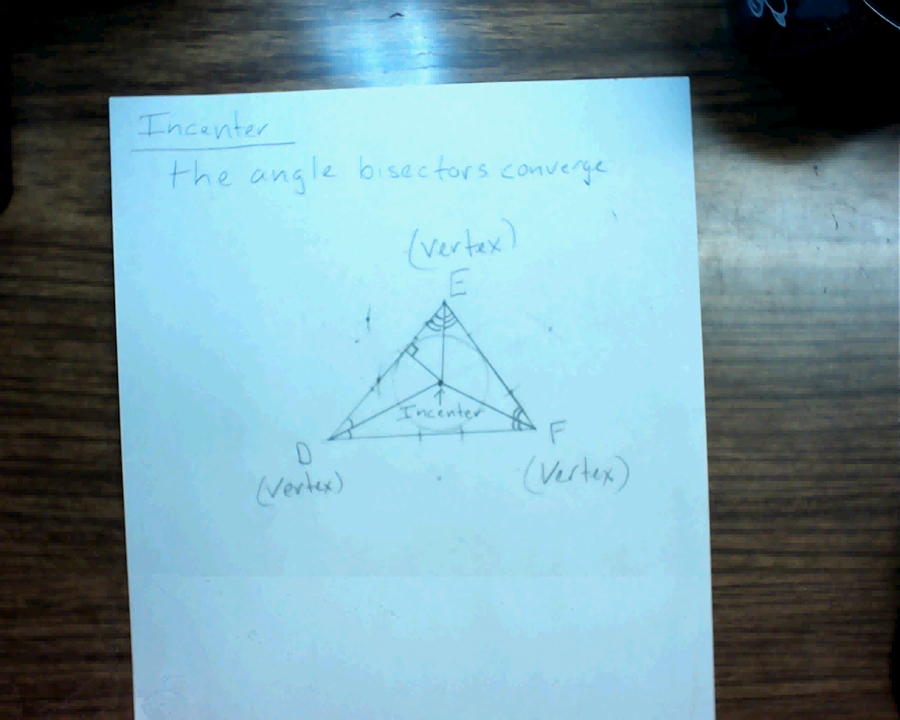 Incenter
the angle bisectors converge
(vertex)
E
Incenter
D
F
(vertex)
(vertex)